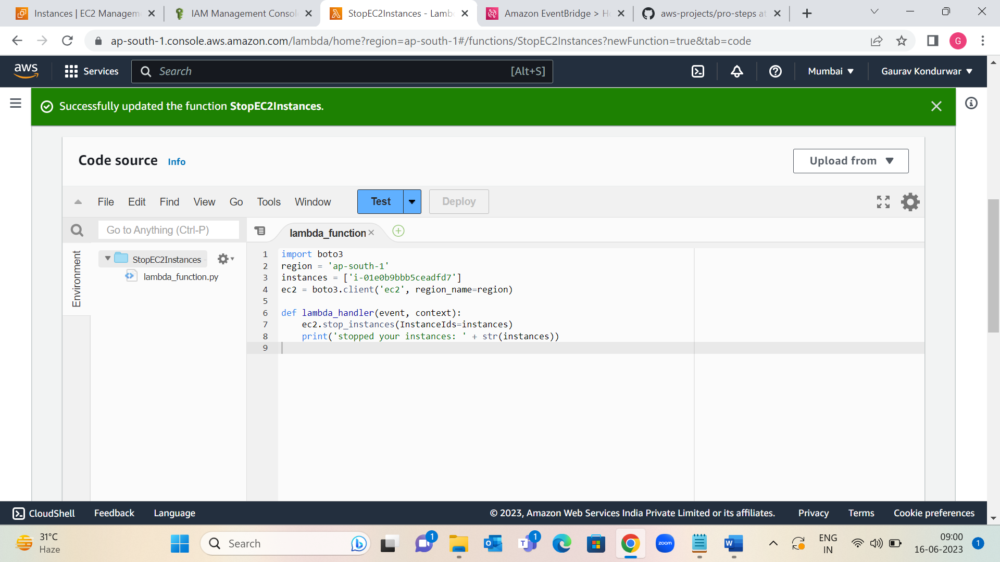 Instances | EC2 Managem
IAM Management Consol
StopEC2Instances - Lamb
Amazon EventBridge > H
aws-projects/pro-steps at
ap-south-1.console.aws.amazon.com/lambda/home?region=ap-south-1#/functions/StopEC2Instances?newFunction=true&tab=code
G
aws
Services
Search
[Alt+S]
Mumbai
Gaurav Kondurwar
Successfully updated the function StopEC2Instances.
Code source Info
Upload from
File Edit Find View Go Tools Window
Test
Deploy
Go to Anything (Ctrl-P)
lambda_function
Environment
StopEC2Instances -
lambda_function.py
1 import boto3
2 region = 'ap-south-1'
3 instances = ['i-01e0b9bbb5ceadfd7']
4 ec2 = boto3.client('ec2', region_name=region)
5
6 def lambda_handler(event, context):
7     ec2.stop_instances(InstanceIds=instances)
8     print('stopped your instances: ' + str(instances))
9
CloudShell Feedback Language
© 2023, Amazon Web Services India Private Limited or its affiliates. Privacy Terms Cookie preferences
31°C
Haze
Search
1
T 1
zoom
W
ENG
IN
09:00
16-06-2023
1